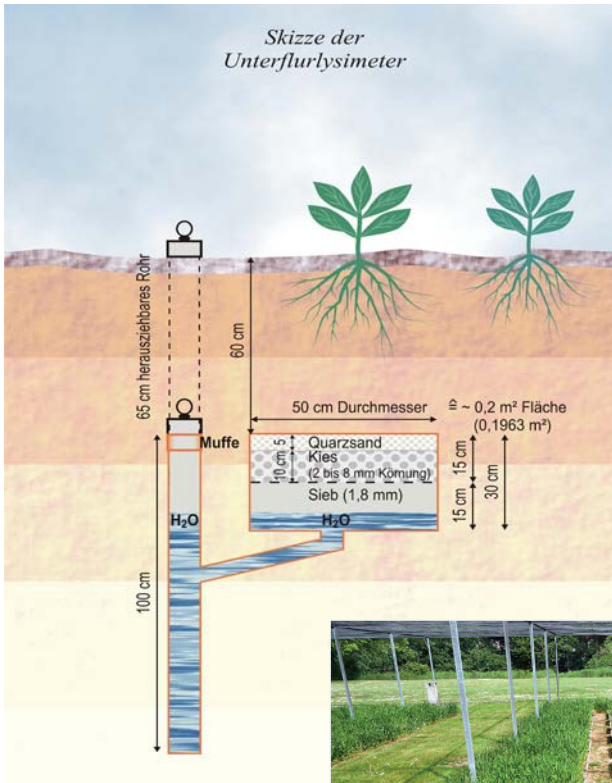 Skizze der
Unterflurlysimeter
65 cm herausziehbares Rohr
60 cm
50 cm Durchmesser
≙ ~ 0,2 m² Fläche
(0,1963 m²)
Muffe
5
Quarzsand
10 cm
Kies
(2 bis 8 mm Körnung)
15 cm
30 cm
Sieb (1,8 mm)
15 cm
H₂O
H₂O
100 cm